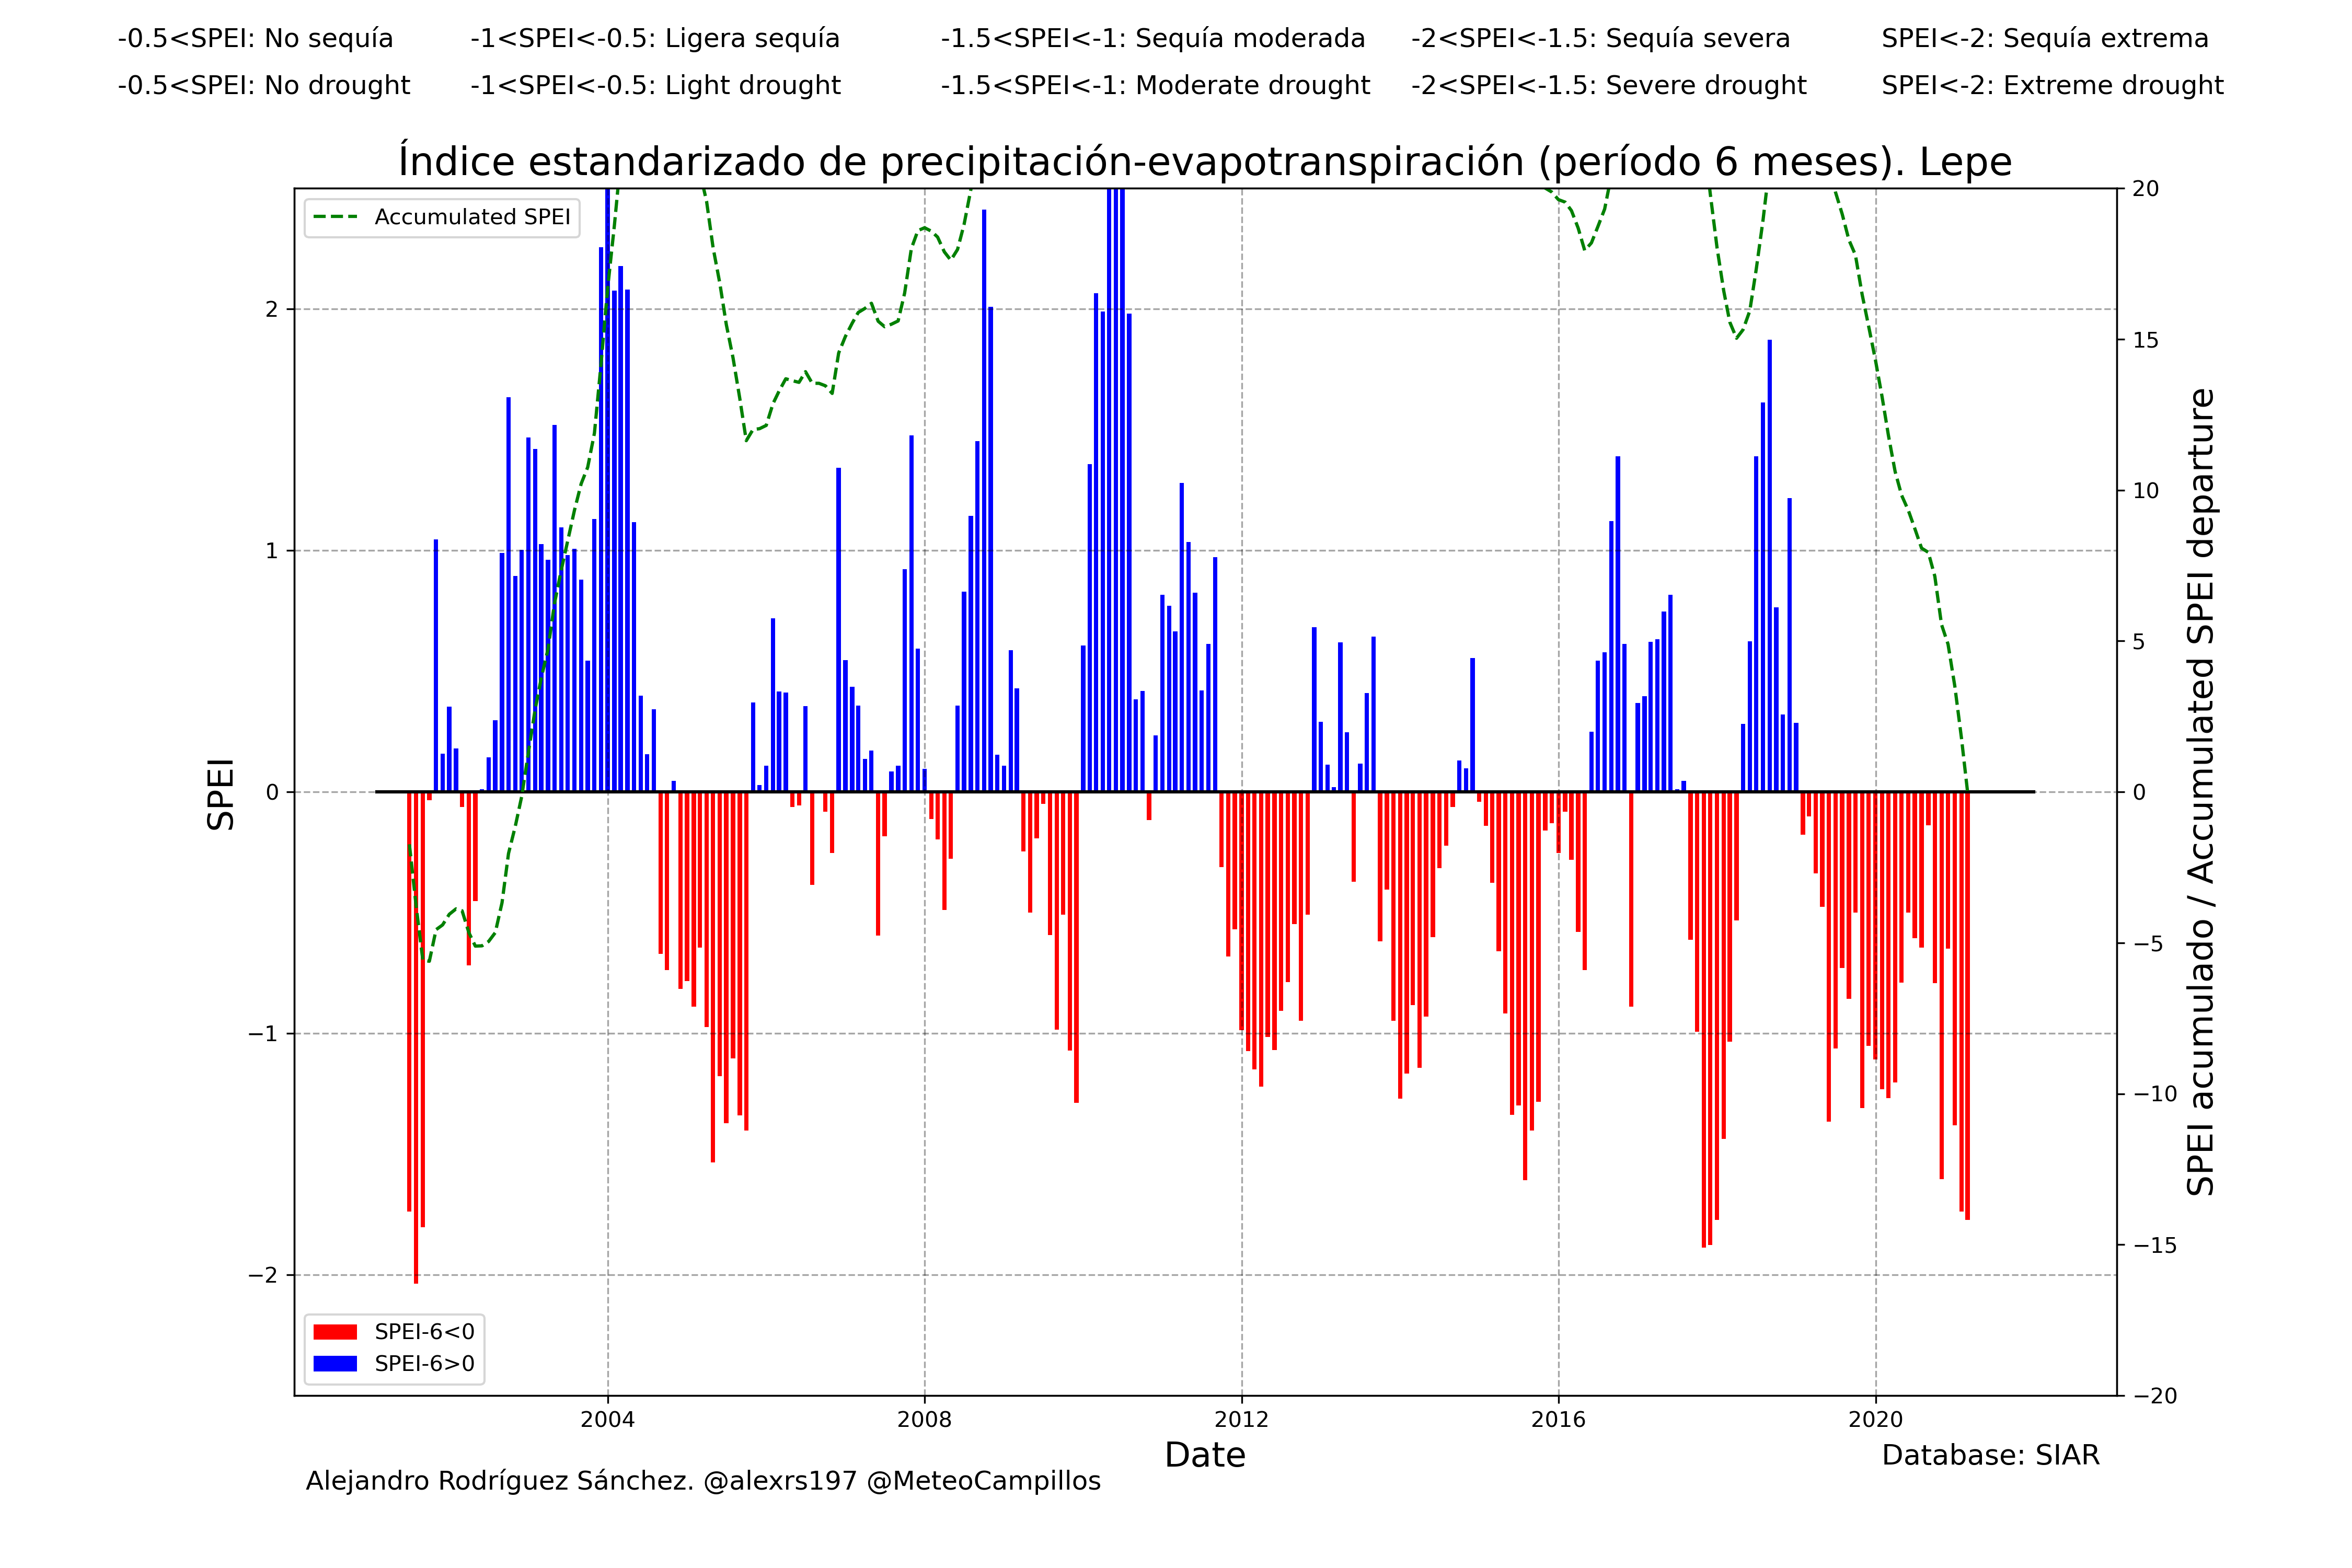 -0.5<SPEI: No sequía -1<SPEI<-0.5: Ligera sequía -1.5<SPEI<-1: Sequía moderada -2<SPEI<-1.5: Sequía severa SPEI<-2: Sequía extrema
-0.5<SPEI: No drought -1<SPEI<-0.5: Light drought -1.5<SPEI<-1: Moderate drought -2<SPEI<-1.5: Severe drought SPEI<-2: Extreme drought
Índice estandarizado de precipitación-evapotranspiración (período 6 meses). Lepe
Accumulated SPEI
SPEI
2
1
0
−1
−2
20
15
10
5
0
−5
−10
−15
−20
SPEI acumulado / Accumulated SPEI departure
SPEI-6<0
SPEI-6>0
2004 2008 2012 2016 2020
Date
Database: SIAR
Alejandro Rodríguez Sánchez. @alexrs197 @MeteoCampillos